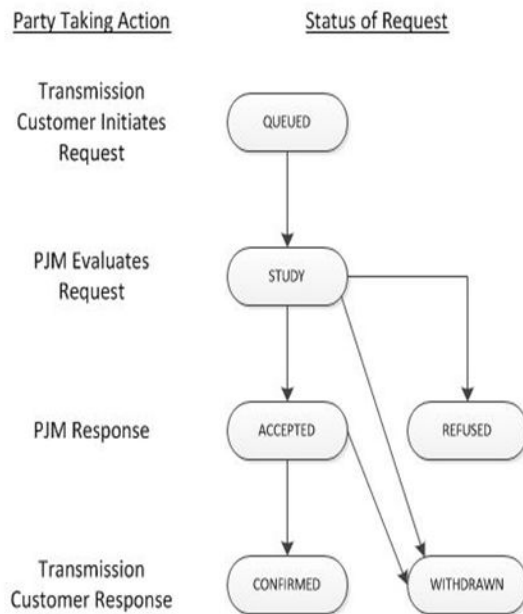 Party Taking Action
Status of Request
Transmission
Customer Initiates
Request
QUEUED
PJM Evaluates
Request
STUDY
PJM Response
ACCEPTED
REFUSED
Transmission
Customer Response
CONFIRMED
WITHDRAWN